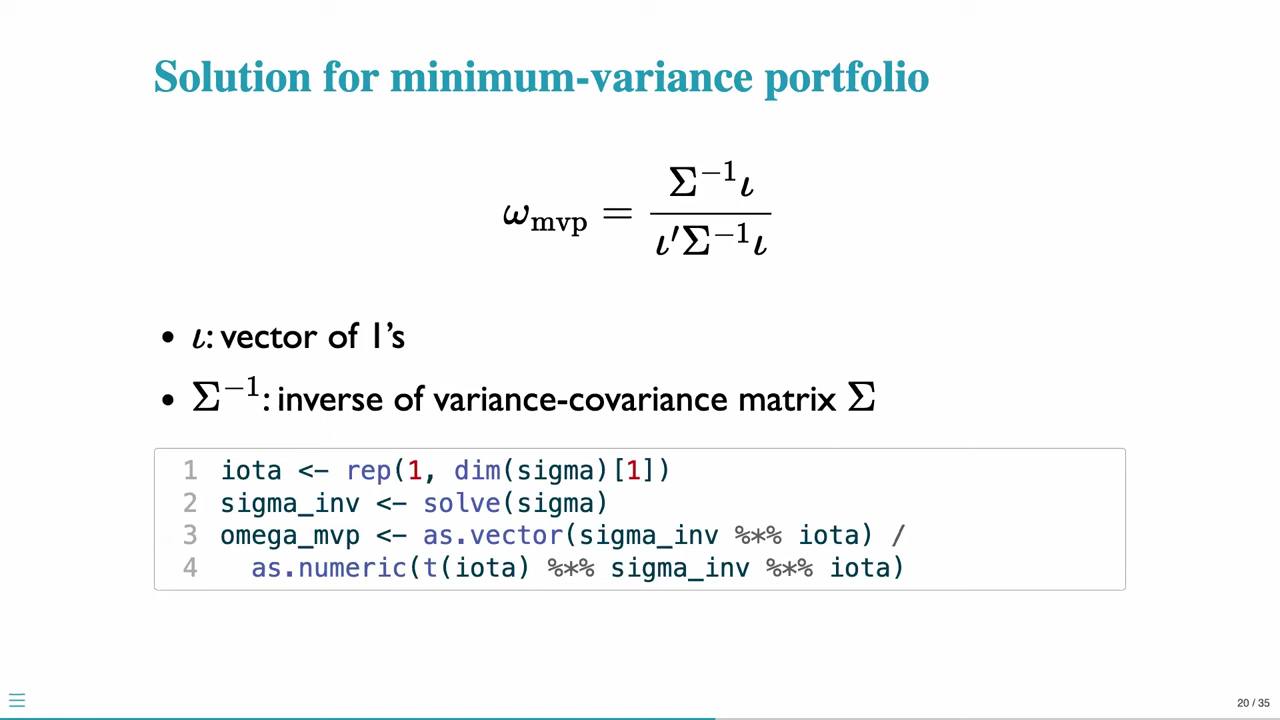 Solution for minimum-variance portfolio
ω_mvp = Σ⁻¹ι / ι′Σ⁻¹ι
• ι: vector of 1’s
• Σ⁻¹: inverse of variance-covariance matrix Σ
1 iota <- rep(1, dim(sigma)[1])
2 sigma_inv <- solve(sigma)
3 omega_mvp <- as.vector(sigma_inv %*% iota) /
4   as.numeric(t(iota) %*% sigma_inv %*% iota)
20 / 35